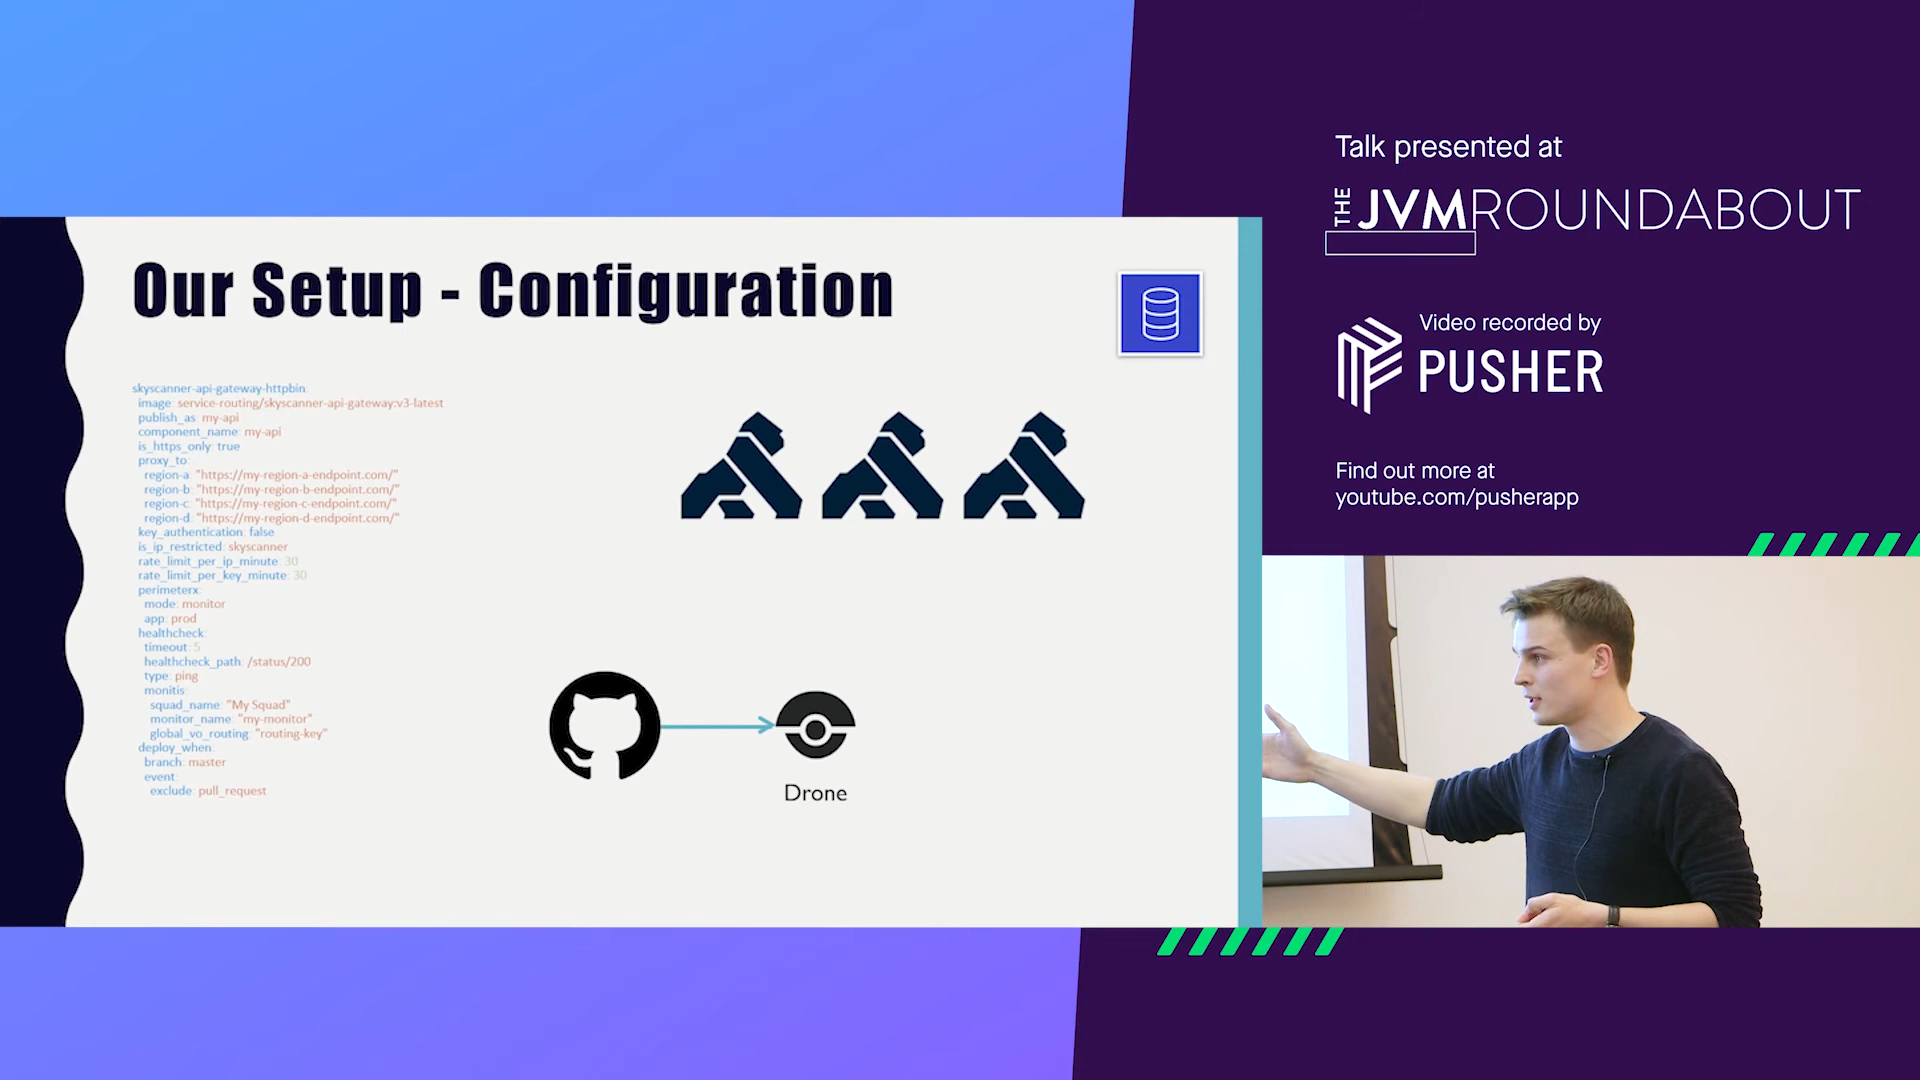 Our Setup - Configuration
skyscanner-api-gateway-httpbin:
image: service-routing/skyscanner-api-gateway:v3-latest
publish_as: my-api
component_name: my-api
is_https_only: true
proxy_to:
region-a: "https://my-region-a-endpoint.com/"
region-b: "https://my-region-b-endpoint.com/"
region-c: "https://my-region-c-endpoint.com/"
region-d: "https://my-region-d-endpoint.com/"
key_authentication: false
is_ip_restricted: skyscanner
rate_limit_per_ip_minute: 30
rate_limit_per_key_minute: 30
perimeterx:
mode: monitor
app: prod
healthcheck:
timeout: 5
healthcheck_path: /status/200
type: ping
monitis:
squad_name: "My Squad"
monitor_name: "my-monitor"
global_vo_routing: "routing-key"
deploy_when:
branch: master
event:
exclude: pull_request
Drone
Talk presented at
THE JVMROUNDABOUT
Video recorded by
PUSHER
Find out more at
youtube.com/pusherapp